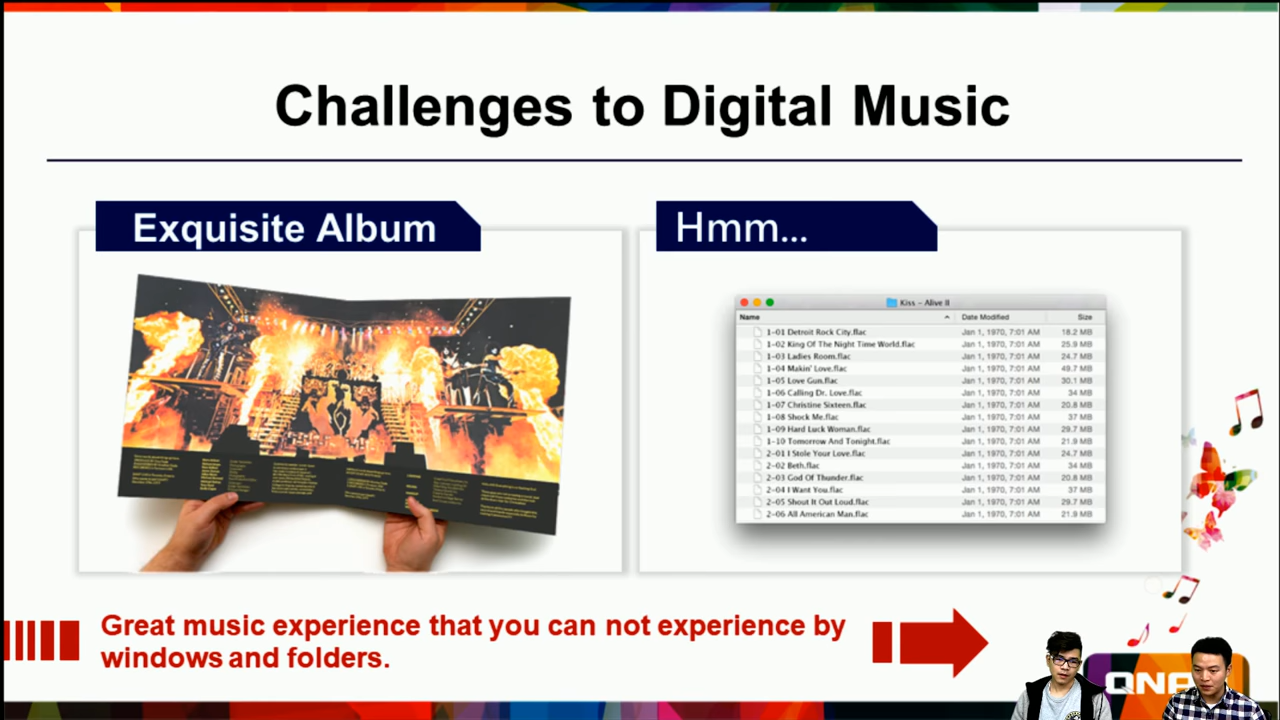 Challenges to Digital Music
Exquisite Album
Hmm...
Kiss – Alive II
Name Date Modified Size
1-01 Detroit Rock City.flac Jan 1, 1970, 7:01 AM 18.2 MB
1-02 King Of The Night Time World.flac Jan 1, 1970, 7:01 AM 25.9 MB
1-03 Ladies Room.flac Jan 1, 1970, 7:01 AM 24.7 MB
1-04 Makin' Love.flac Jan 1, 1970, 7:01 AM 49.7 MB
1-05 Love Gun.flac Jan 1, 1970, 7:01 AM 30.1 MB
1-06 Calling Dr. Love.flac Jan 1, 1970, 7:01 AM 34 MB
1-07 Christine Sixteen.flac Jan 1, 1970, 7:01 AM 20.8 MB
1-08 Shock Me.flac Jan 1, 1970, 7:01 AM 37 MB
1-09 Hard Luck Woman.flac Jan 1, 1970, 7:01 AM 29.7 MB
1-10 Tomorrow And Tonight.flac Jan 1, 1970, 7:01 AM 21.9 MB
2-01 I Stole Your Love.flac Jan 1, 1970, 7:01 AM 24.7 MB
2-02 Beth.flac Jan 1, 1970, 7:01 AM 34 MB
2-03 God Of Thunder.flac Jan 1, 1970, 7:01 AM 20.8 MB
2-04 I Want You.flac Jan 1, 1970, 7:01 AM 37 MB
2-05 Shout It Out Loud.flac Jan 1, 1970, 7:01 AM 29.7 MB
2-06 All American Man.flac Jan 1, 1970, 7:01 AM 21.9 MB
Great music experience that you can not experience by
windows and folders.